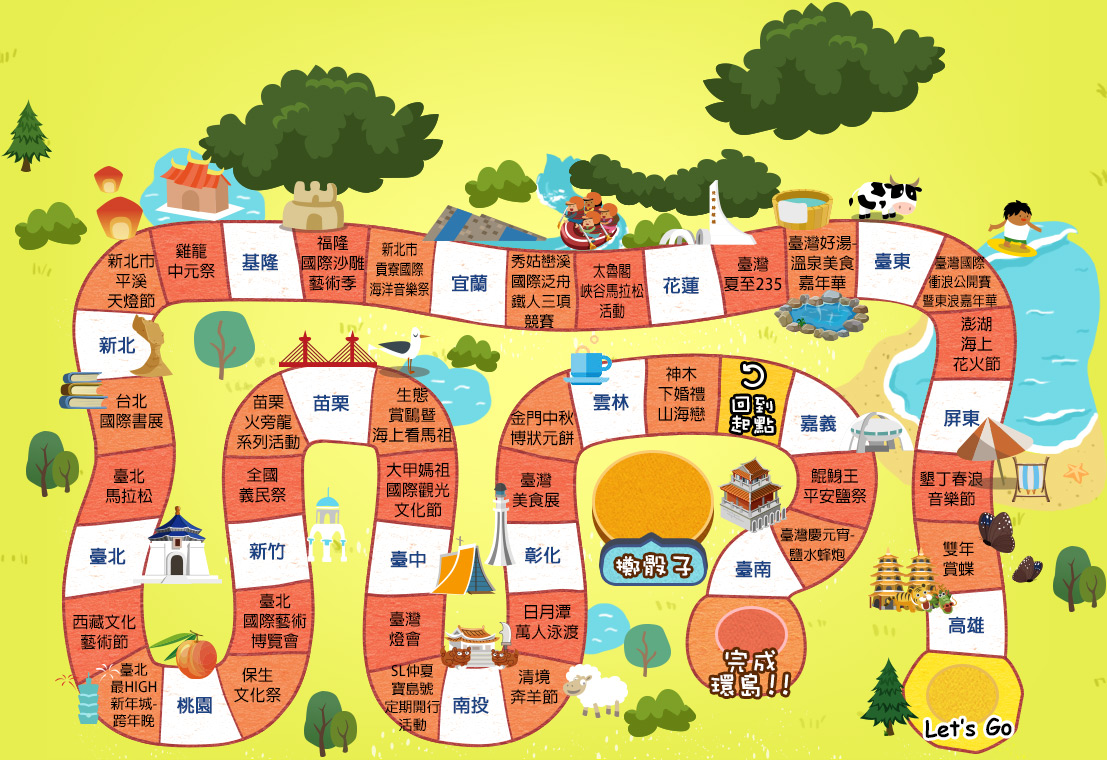 Let's Go
高雄
雙年
賞蝶
墾丁春浪
音樂節
屏東
澎湖
海上
花火節
臺灣國際
衝浪公開賽
暨東浪嘉年華
臺東
臺灣好湯-
溫泉美食
嘉年華
臺灣
夏至235
花蓮
太魯閣
峽谷馬拉松
活動
秀姑巒溪
國際泛舟
鐵人三項
競賽
宜蘭
新北市
貢寮國際
海洋音樂祭
福隆
國際沙雕
藝術季
基隆
雞籠
中元祭
新北市
平溪
天燈節
新北
台北
國際書展
臺北
馬拉松
臺北
西藏文化
藝術節
臺北
最HIGH
新年城-
跨年晚
桃園
保生
文化祭
臺北
國際藝術
博覽會
新竹
全國
義民祭
苗栗
火旁龍
系列活動
苗栗
生態
賞鷗暨
海上看馬祖
大甲媽祖
國際觀光
文化節
臺中
臺灣
燈會
SL仲夏
寶島號
定期開行
活動
南投
清境
奔羊節
日月潭
萬人泳渡
彰化
臺灣
美食展
金門中秋
博狀元餅
雲林
神木
下婚禮
山海戀
回到
起點
嘉義
鯤鯓王
平安鹽祭
臺灣慶元宵-
鹽水蜂炮
臺南
完成
環島!!
擲骰子